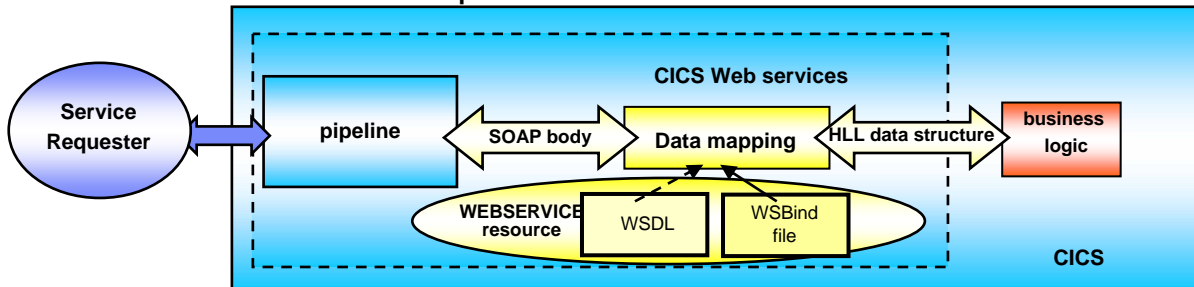 CICS Web services
Service
Requester
pipeline
SOAP body
Data mapping
HLL data structure
business
logic
WEBSERVICE
resource
WSDL
WSBind
file
CICS